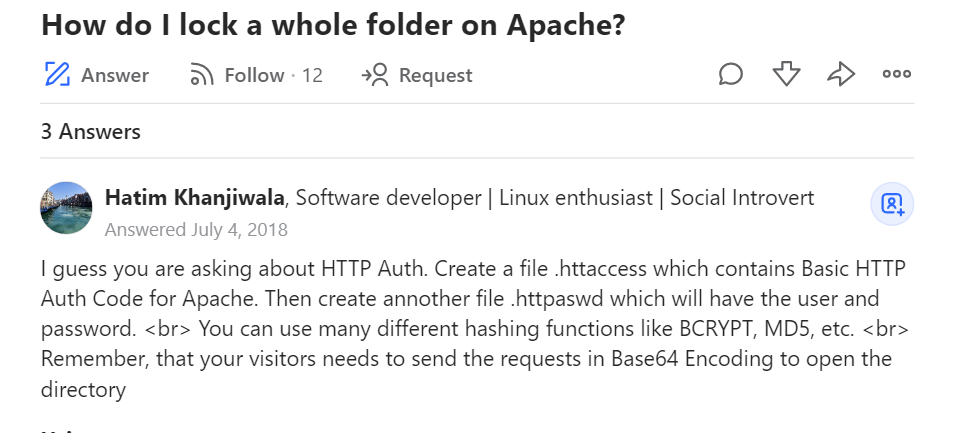 How do I lock a whole folder on Apache?
Answer Follow · 12 Request
3 Answers
Hatim Khanjiwala, Software developer | Linux enthusiast | Social Introvert
Answered July 4, 2018
I guess you are asking about HTTP Auth. Create a file .httaccess which contains Basic HTTP
Auth Code for Apache. Then create annother file .httpaswd which will have the user and
password. <br> You can use many different hashing functions like BCRYPT, MD5, etc. <br>
Remember, that your visitors needs to send the requests in Base64 Encoding to open the
directory